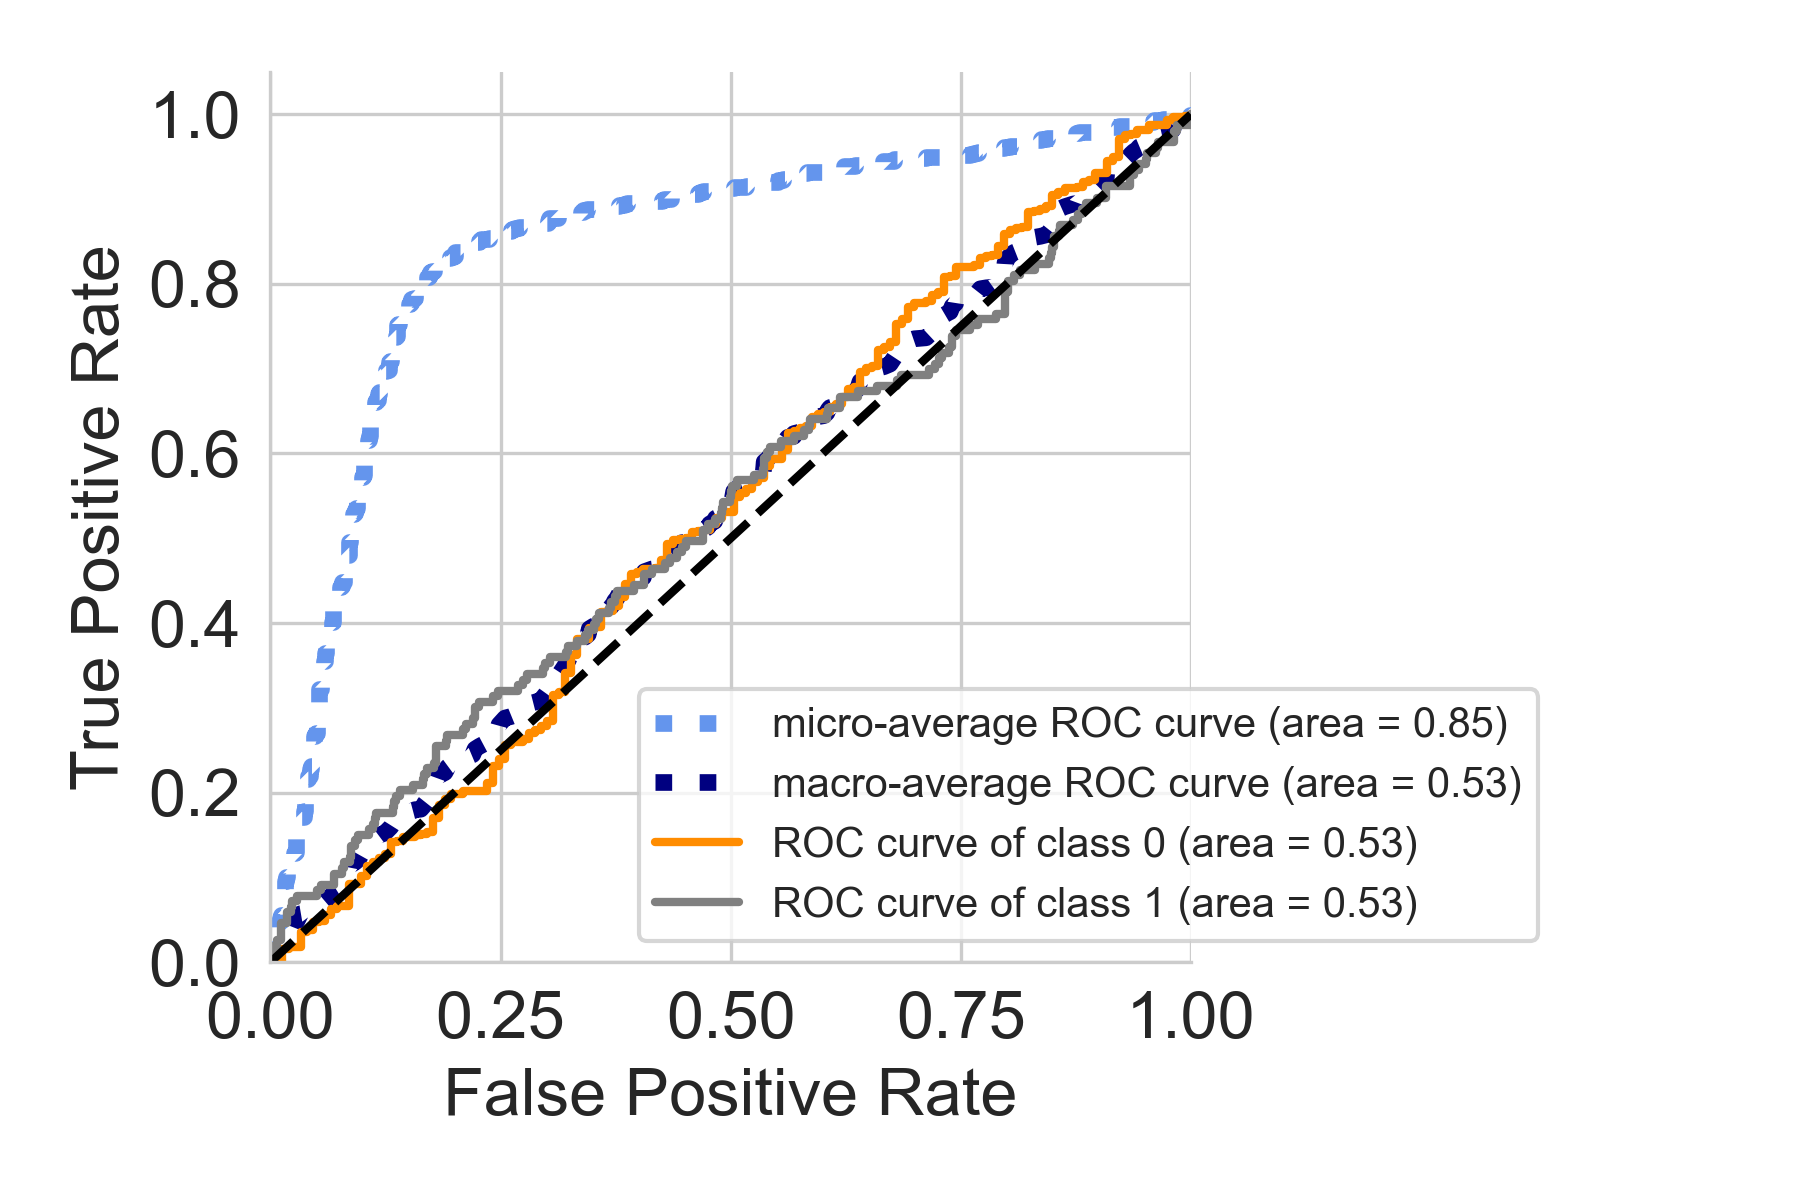 True Positive Rate
1.0
0.8
0.6
0.4
0.2
0.0
0.00 0.25 0.50 0.75 1.00
False Positive Rate
micro-average ROC curve (area = 0.85)
macro-average ROC curve (area = 0.53)
ROC curve of class 0 (area = 0.53)
ROC curve of class 1 (area = 0.53)